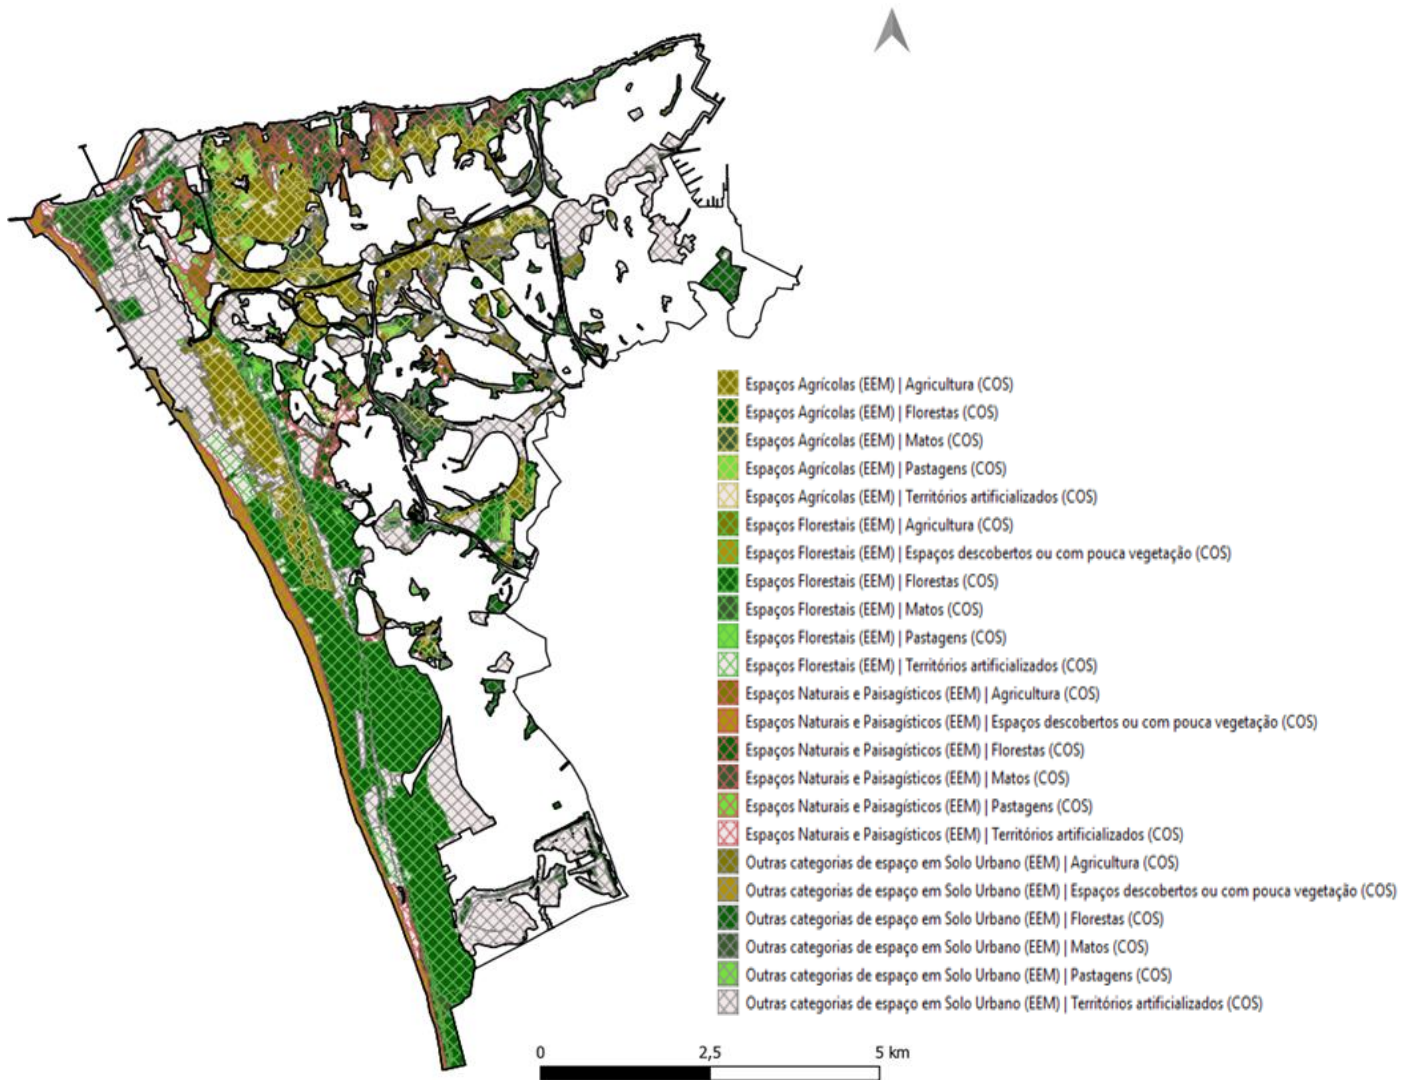 Espaços Agrícolas (EEM) | Agricultura (COS)
Espaços Agrícolas (EEM) | Florestas (COS)
Espaços Agrícolas (EEM) | Matos (COS)
Espaços Agrícolas (EEM) | Pastagens (COS)
Espaços Agrícolas (EEM) | Territórios artificializados (COS)
Espaços Florestais (EEM) | Agricultura (COS)
Espaços Florestais (EEM) | Espaços descobertos ou com pouca vegetação (COS)
Espaços Florestais (EEM) | Florestas (COS)
Espaços Florestais (EEM) | Matos (COS)
Espaços Florestais (EEM) | Pastagens (COS)
Espaços Florestais (EEM) | Territórios artificializados (COS)
Espaços Naturais e Paisagísticos (EEM) | Agricultura (COS)
Espaços Naturais e Paisagísticos (EEM) | Espaços descobertos ou com pouca vegetação (COS)
Espaços Naturais e Paisagísticos (EEM) | Florestas (COS)
Espaços Naturais e Paisagísticos (EEM) | Matos (COS)
Espaços Naturais e Paisagísticos (EEM) | Pastagens (COS)
Espaços Naturais e Paisagísticos (EEM) | Territórios artificializados (COS)
Outras categorias de espaço em Solo Urbano (EEM) | Agricultura (COS)
Outras categorias de espaço em Solo Urbano (EEM) | Espaços descobertos ou com pouca vegetação (COS)
Outras categorias de espaço em Solo Urbano (EEM) | Florestas (COS)
Outras categorias de espaço em Solo Urbano (EEM) | Matos (COS)
Outras categorias de espaço em Solo Urbano (EEM) | Pastagens (COS)
Outras categorias de espaço em Solo Urbano (EEM) | Territórios artificializados (COS)
0 2,5 5 km